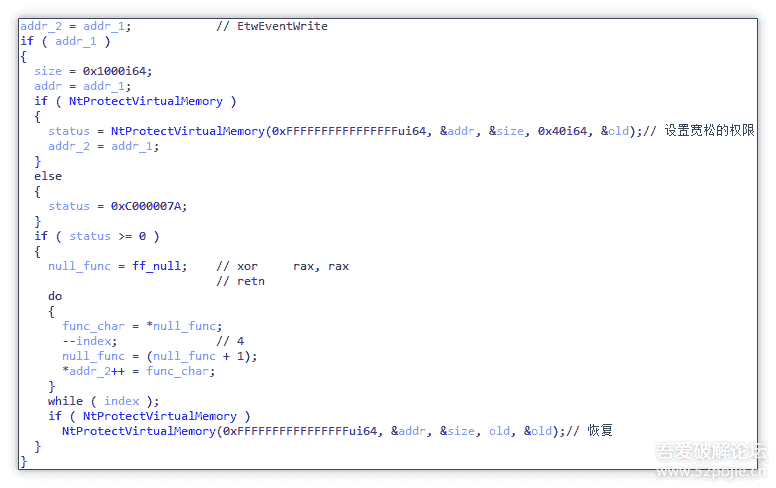 addr_2 = addr_1;            // EtwEventWrite
if ( addr_1 )
{
  size = 0x1000i64;
  addr = addr_1;
  if ( NtProtectVirtualMemory )
  {
    status = NtProtectVirtualMemory(0xFFFFFFFFFFFFFFFFui64, &addr, &size, 0x40i64, &old);// 设置宽松的权限
    addr_2 = addr_1;
  }
  else
  {
    status = 0xC000007A;
  }
  if ( status >= 0 )
  {
    null_func = ff_null;    // xor     rax, rax
                            // retn
    do
    {
      func_char = *null_func;
      --index;              // 4
      null_func = (null_func + 1);
      *addr_2++ = func_char;
    }
    while ( index );
    if ( NtProtectVirtualMemory )
      NtProtectVirtualMemory(0xFFFFFFFFFFFFFFFFui64, &addr, &size, old, &old);// 恢复
  }
}
吾爱破解论坛
www.52pojie.cn